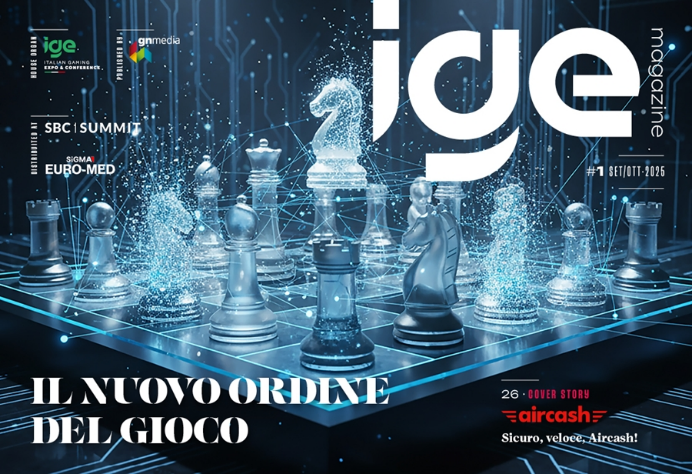 HOUSE ORGAN
ige
ITALIAN GAMING
EXPO & CONFERENCE
PUBLISHED BY
gnmedia
ige
magazine
DISTRIBUTED AT
SBC | SUMMIT
SiGMA
EURO-MED
#1 SET/OTT·2025
IL NUOVO ORDINE
DEL GIOCO
26 · COVER STORY
aircash
Sicuro, veloce, Aircash!